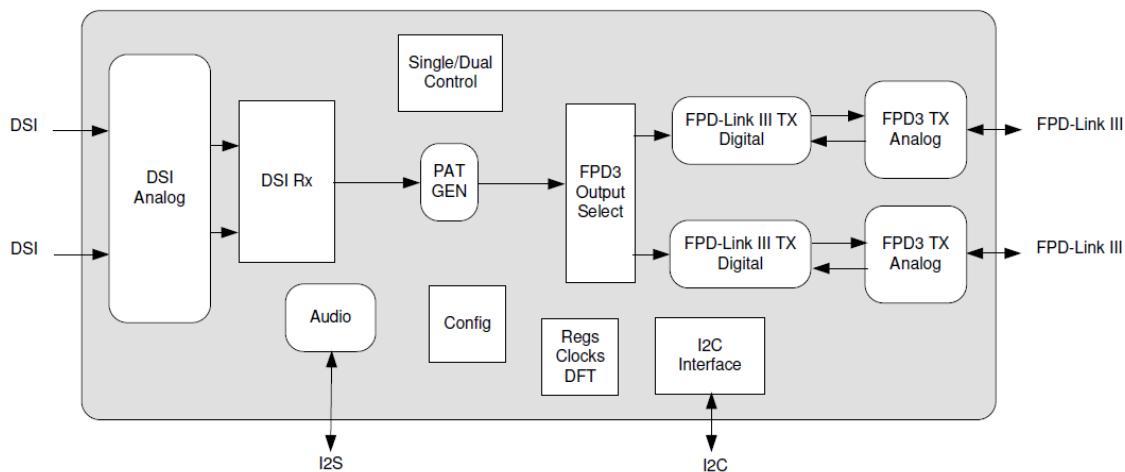 Single/Dual
Control
DSI
DSI
DSI
Analog
DSI Rx
PAT
GEN
FPD3
Output
Select
FPD-Link III TX
Digital
FPD3 TX
Analog
FPD-Link III
FPD-Link III TX
Digital
FPD3 TX
Analog
FPD-Link III
Audio
Config
Regs
Clocks
DFT
I2C
Interface
I2S
I2C